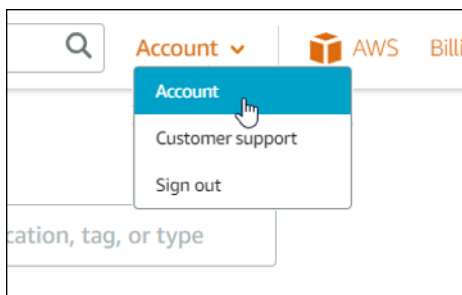 Account AWS Billi
Account
Customer support
Sign out
cation, tag, or type